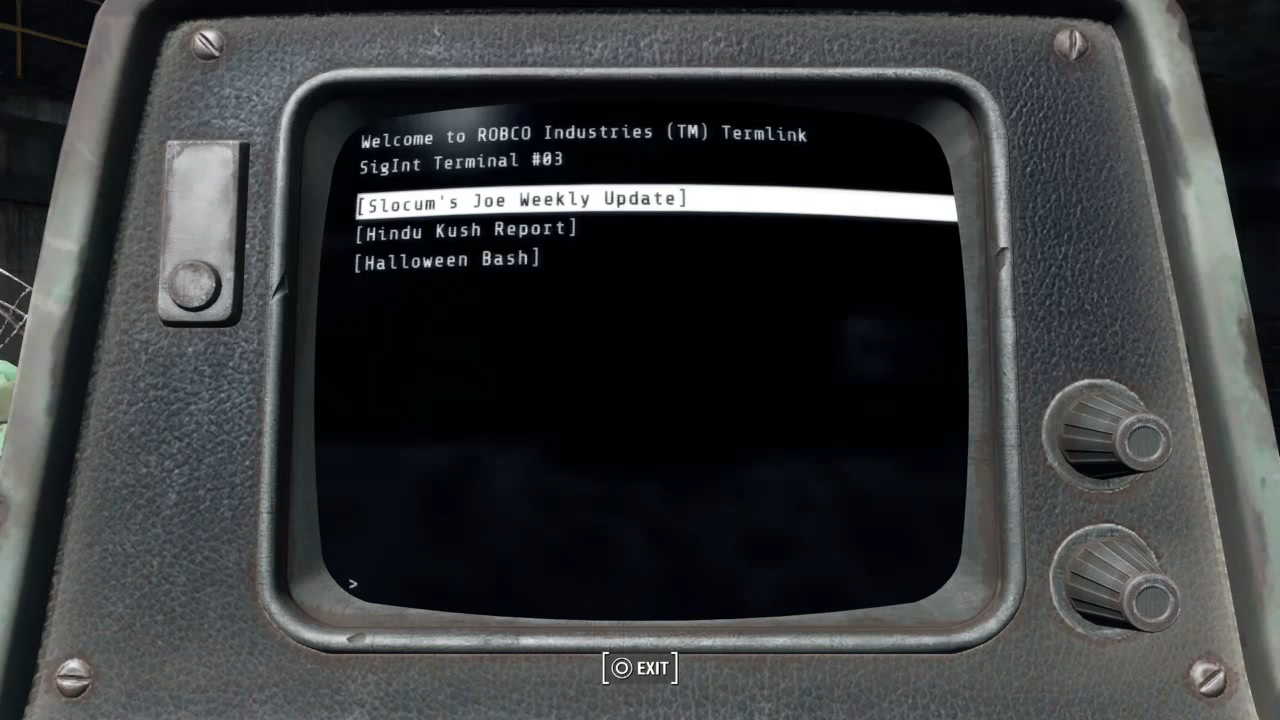 Welcome to ROBCO Industries (TM) Termlink
SigInt Terminal #03
[Slocum's Joe Weekly Update]
[Hindu Kush Report]
[Halloween Bash]
>
[ EXIT ]